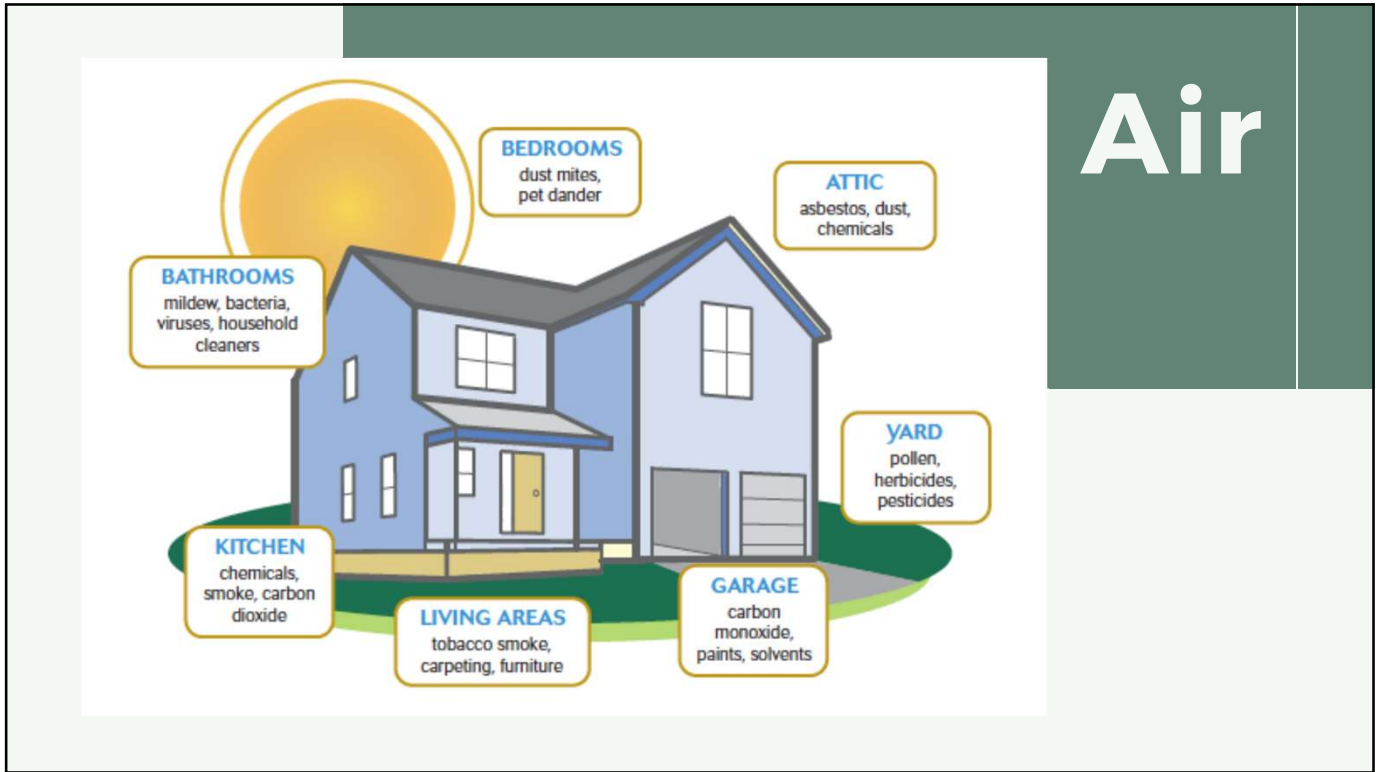 Air
BEDROOMS
dust mites,
pet dander
ATTIC
asbestos, dust,
chemicals
BATHROOMS
mildew, bacteria,
viruses, household
cleaners
YARD
pollen,
herbicides,
pesticides
KITCHEN
chemicals,
smoke, carbon
dioxide
LIVING AREAS
tobacco smoke,
carpeting, furniture
GARAGE
carbon
monoxide,
paints, solvents